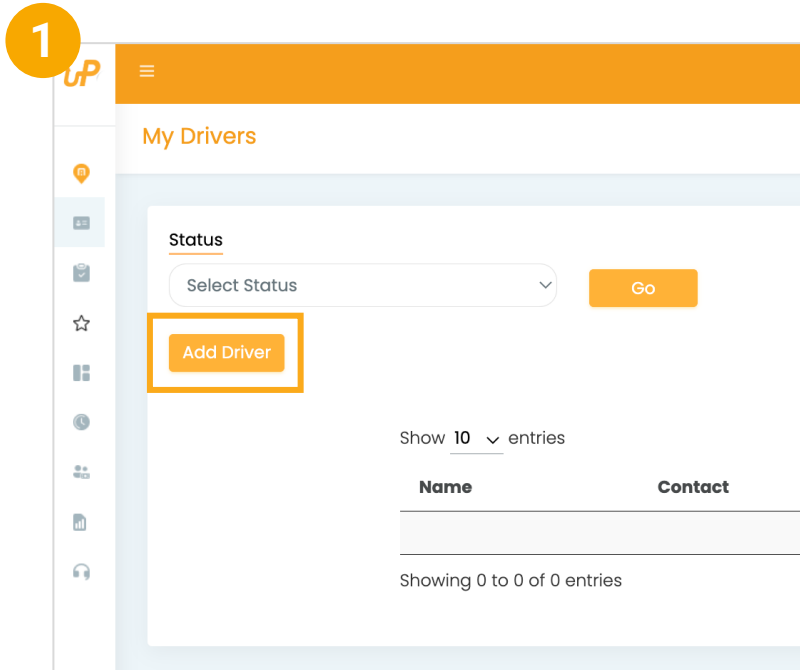 1
uP
My Drivers
Status
Select Status
Go
Add Driver
Show 10 entries
Name Contact
Showing 0 to 0 of 0 entries